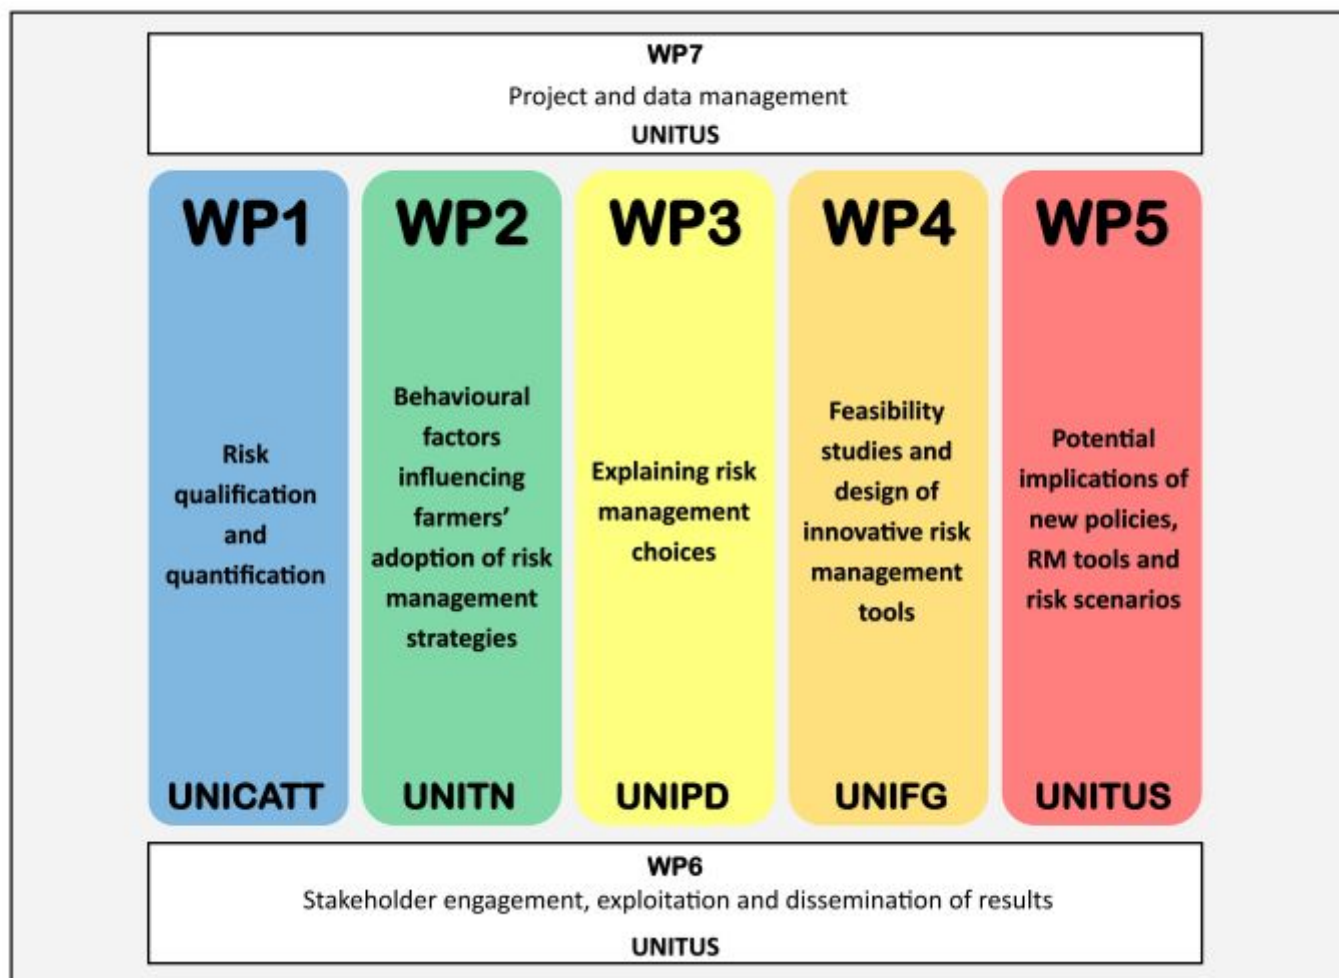 WP7
Project and data management
UNITUS
WP1
Risk
qualification
and
quantification
UNICATT
WP2
Behavioural
factors
influencing
farmers’
adoption of risk
management
strategies
UNITN
WP3
Explaining risk
management
choices
UNIPD
WP4
Feasibility
studies and
design of
innovative risk
management
tools
UNIFG
WP5
Potential
implications of
new policies,
RM tools and
risk scenarios
UNITUS
WP6
Stakeholder engagement, exploitation and dissemination of results
UNITUS